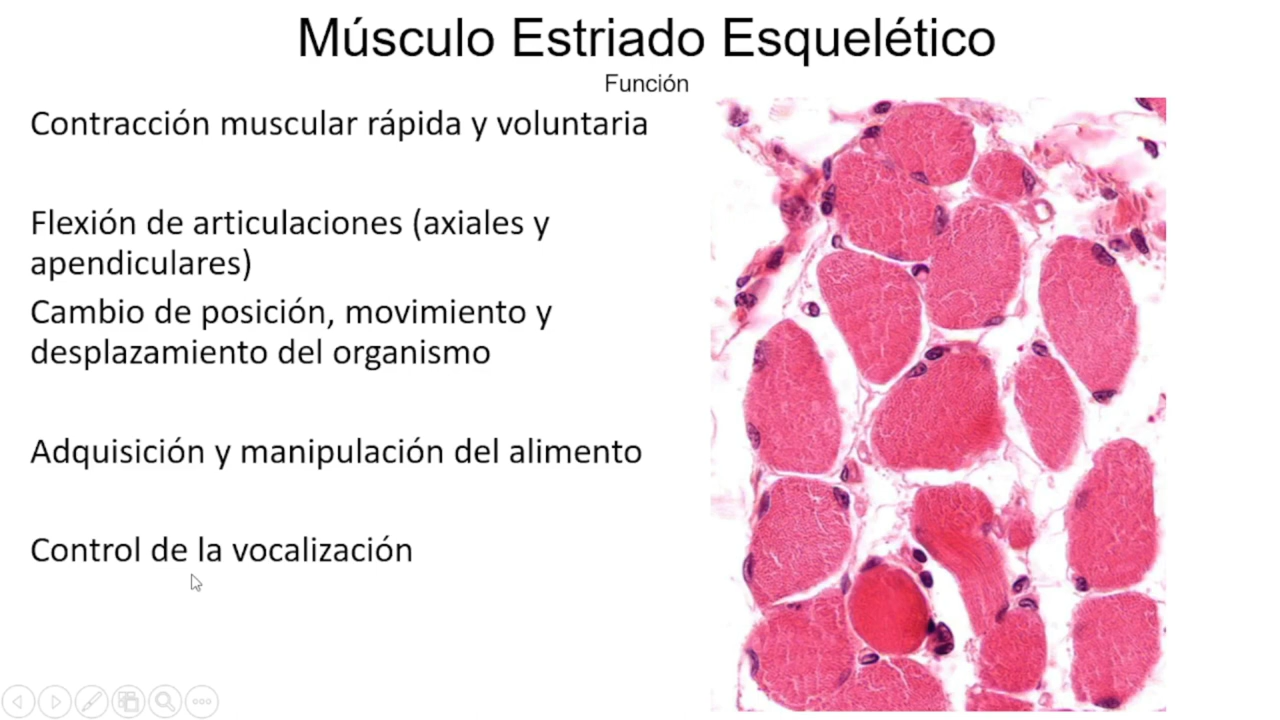 Músculo Estriado Esquelético
Función
Contracción muscular rápida y voluntaria
Flexión de articulaciones (axiales y
apendiculares)
Cambio de posición, movimiento y
desplazamiento del organismo
Adquisición y manipulación del alimento
Control de la vocalización